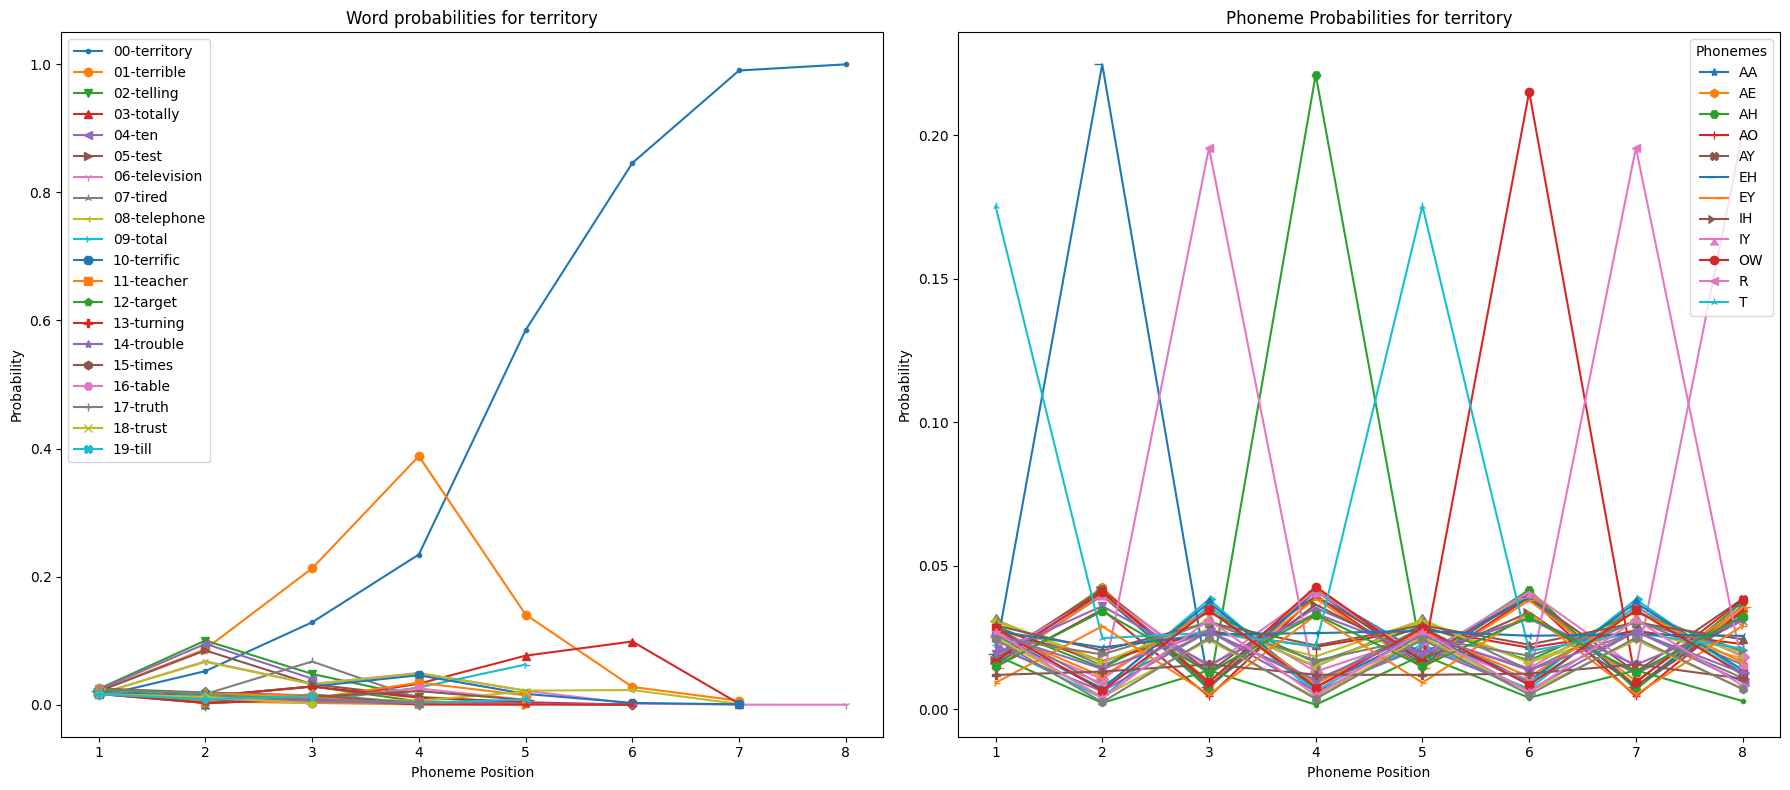 Word probabilities for territory
1.0
0.8
0.6
0.4
0.2
0.0
Probability
00-territory
01-terrible
02-telling
03-totally
04-ten
05-test
06-television
07-tired
08-telephone
09-total
10-terrific
11-teacher
12-target
13-turning
14-trouble
15-times
16-table
17-truth
18-trust
19-till
1 2 3 4 5 6 7 8
Phoneme Position
Phoneme Probabilities for territory
0.20
0.15
0.10
0.05
0.00
Probability
Phonemes
AA
AE
AH
AO
AY
EH
EY
IH
IY
OW
R
T
1 2 3 4 5 6 7 8
Phoneme Position